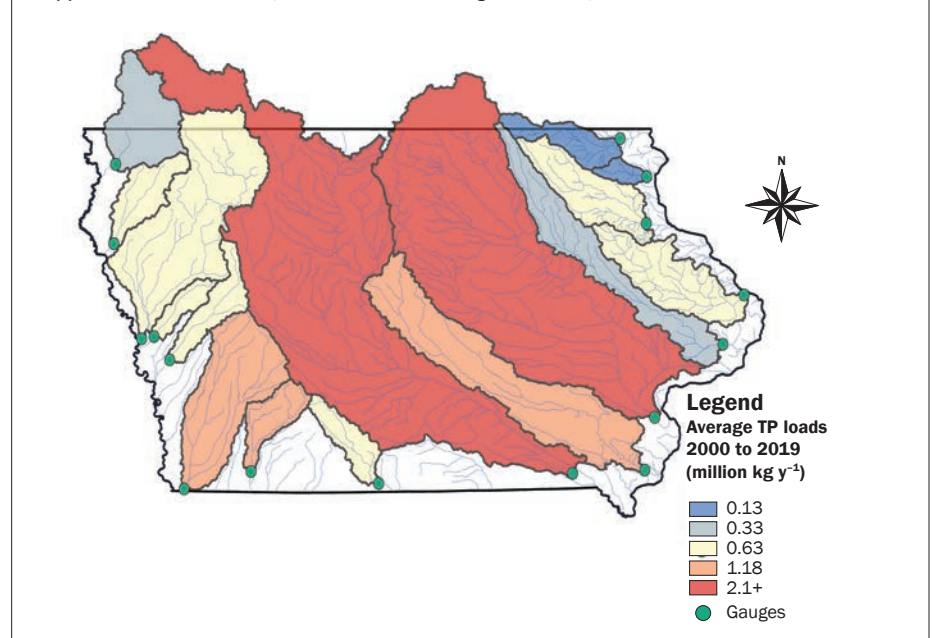 N
Legend
Average TP loads
2000 to 2019
(million kg y⁻¹)
0.13
0.33
0.63
1.18
2.1+
Gauges